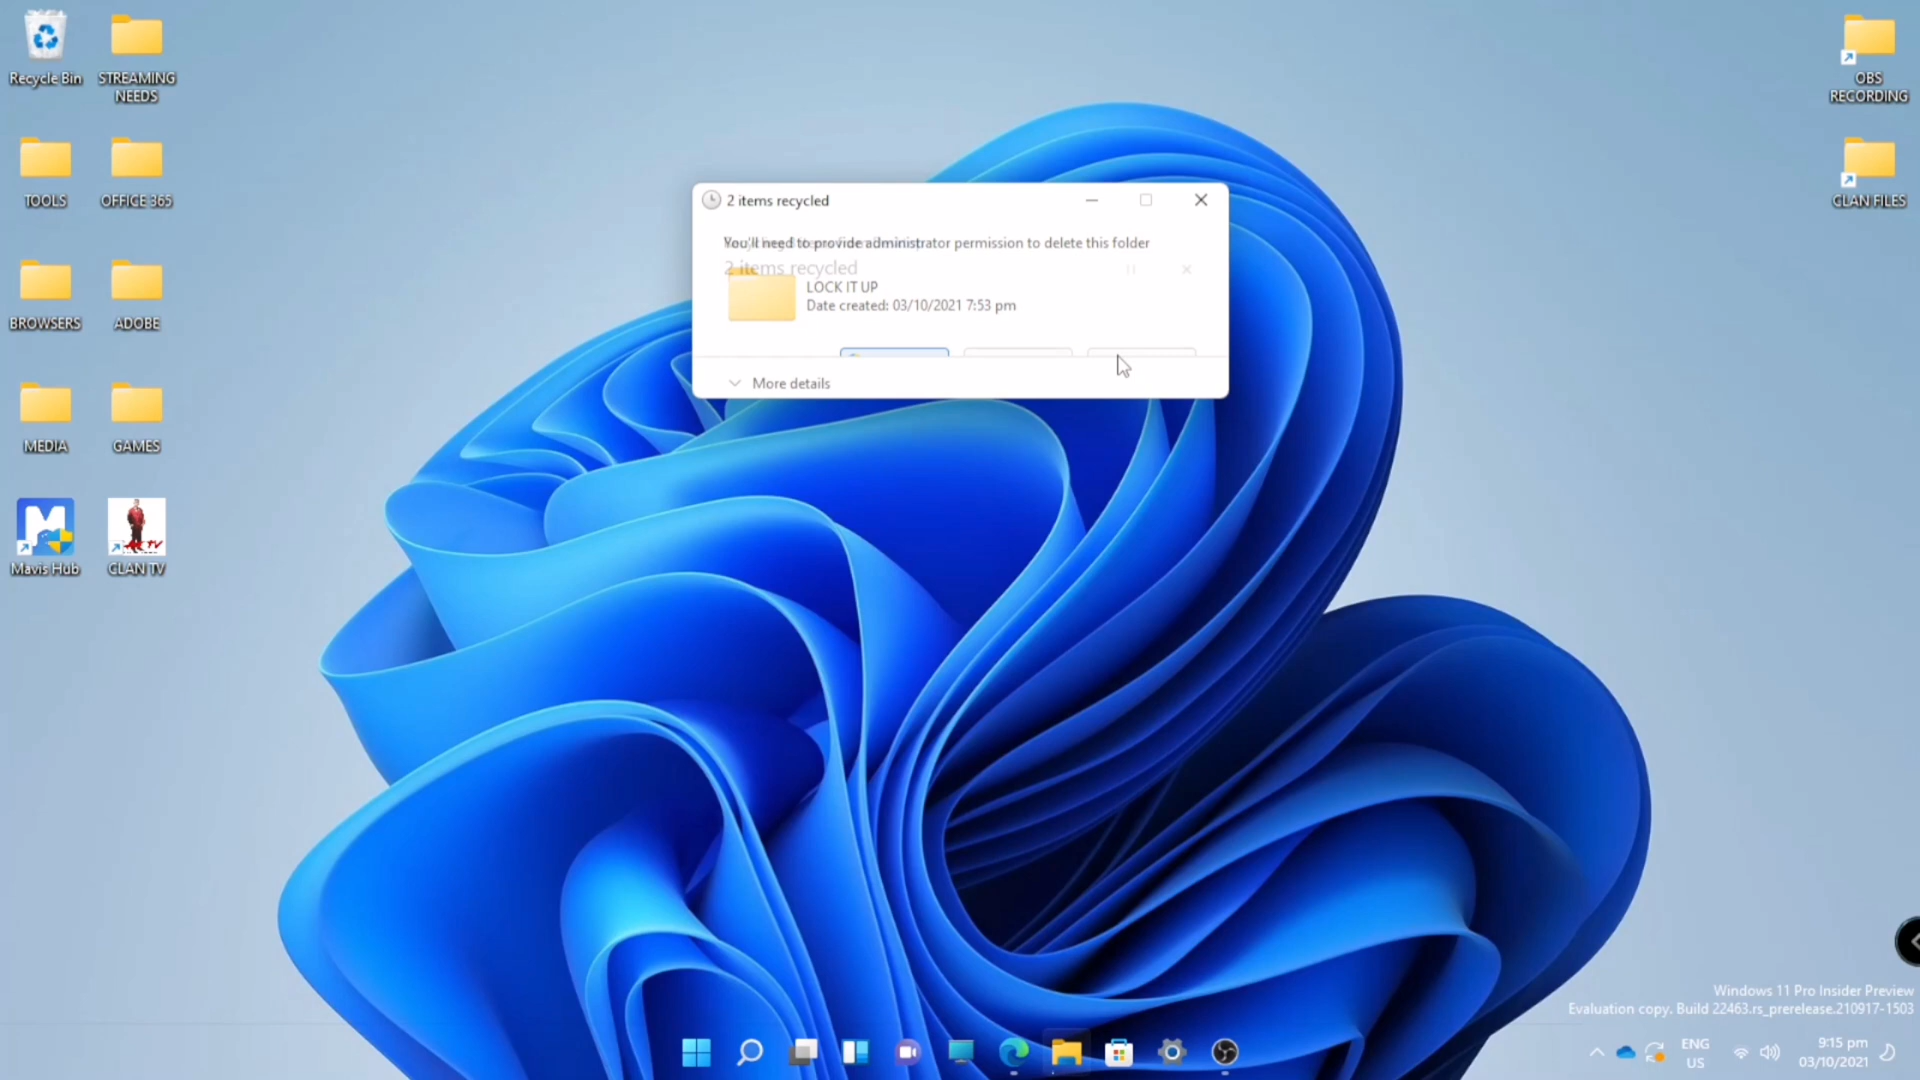 Recycle Bin
STREAMING
NEEDS
TOOLS
OFFICE 365
BROWSERS
ADOBE
MEDIA
GAMES
Mavis Hub
CLAN TV
OBS
RECORDING
CLAN FILES
2 items recycled
You'll need to provide administrator permission to delete this folder
2 items recycled
LOCK IT UP
Date created: 03/10/2021 7:53 pm
More details
Windows 11 Pro Insider Preview
Evaluation copy. Build 22463.rs_prerelease.210917-1503
ENG
US
9:15 pm
03/10/2021